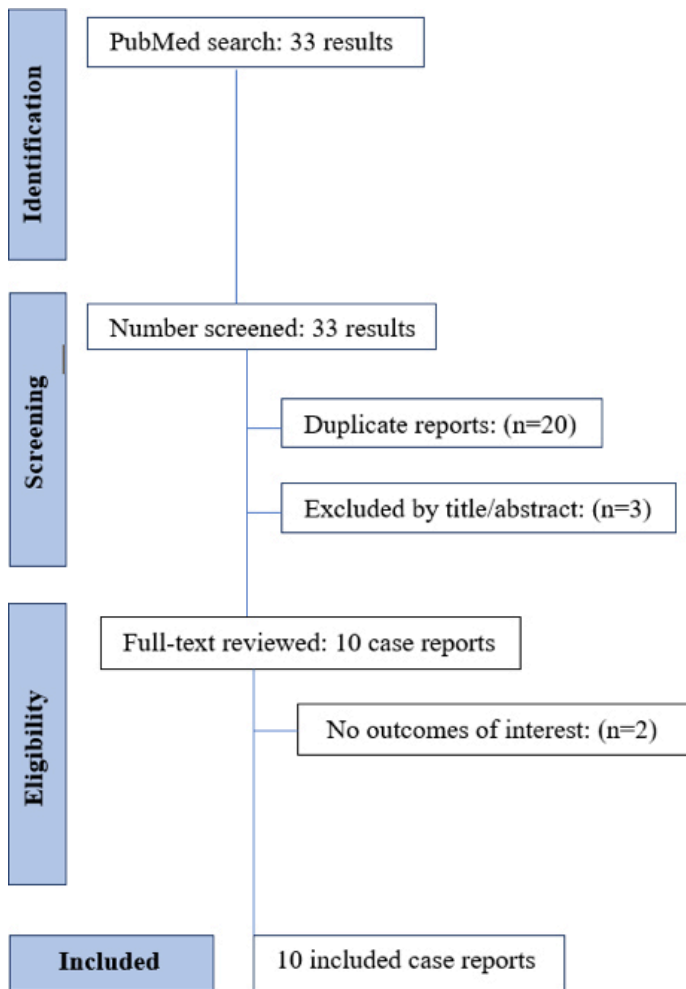 PubMed search: 33 results
Identification
Number screened: 33 results
Screening
Duplicate reports: (n=20)
Excluded by title/abstract: (n=3)
Full-text reviewed: 10 case reports
Eligibility
No outcomes of interest: (n=2)
Included
10 included case reports